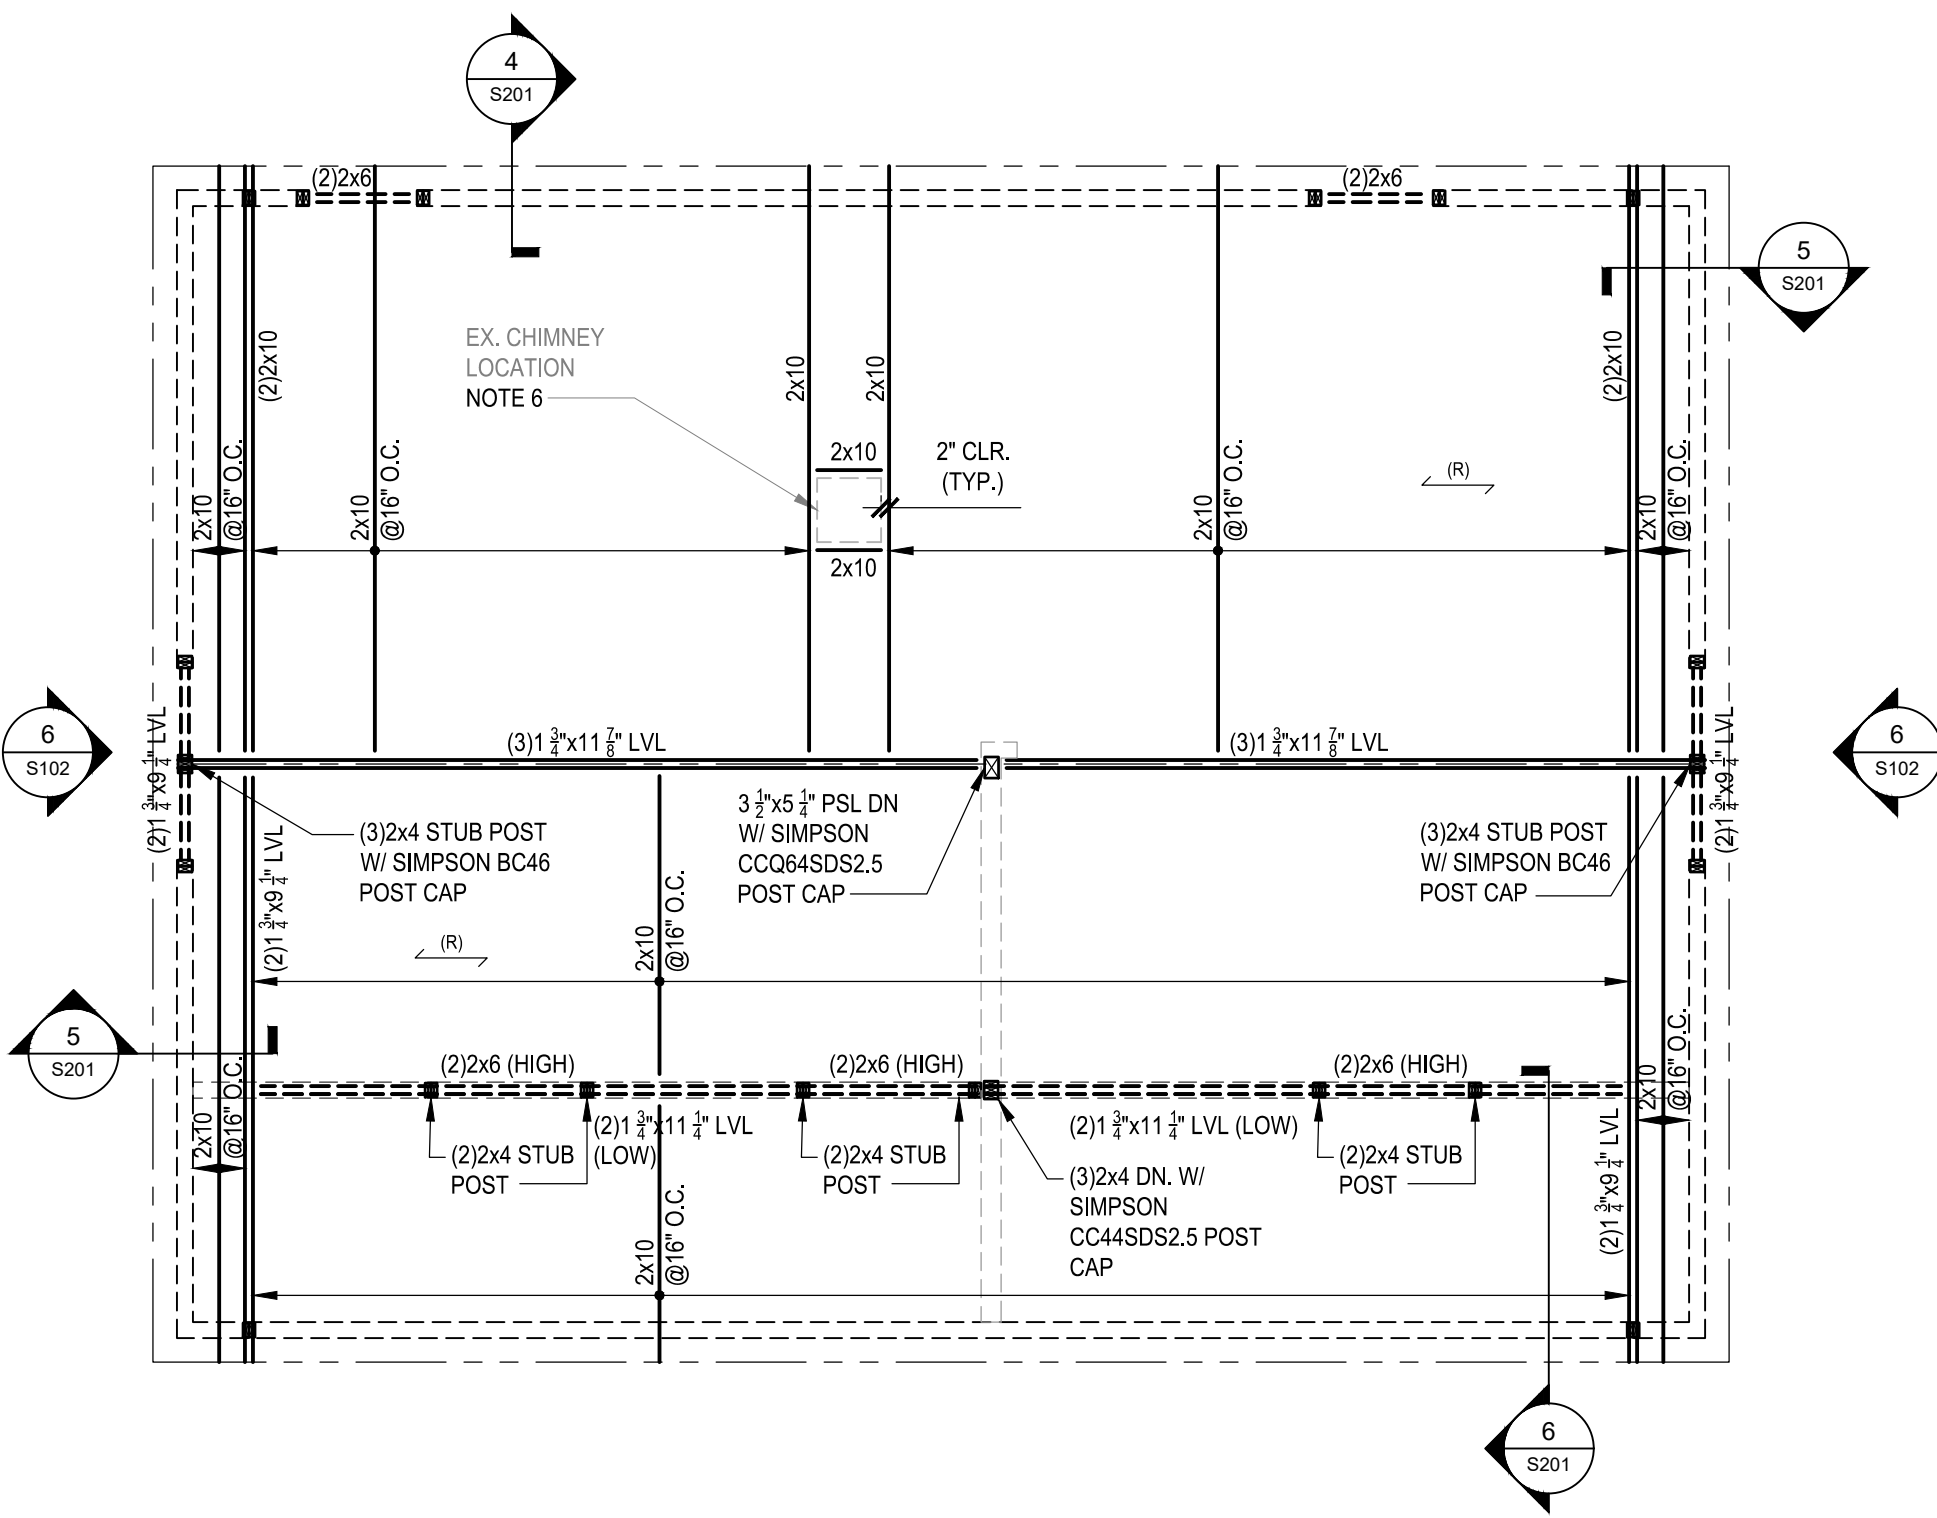 4
S201
(2)2x6
(2)2x6
5
S201
(2)2x10
EX. CHIMNEY
LOCATION
NOTE 6
2x10
2x10
(2)2x10
2x10
@16" O.C.
2x10
@16" O.C.
2x10
2" CLR.
(TYP.)
2x10
@16" O.C.
(R)
2x10
@16" O.C.
2x10
6
S102
(2)1 3/4"x9 1/4" LVL
(3)1 3/4"x11 7/8" LVL
(3)1 3/4"x11 7/8" LVL
(2)1 3/4"x9 1/4" LVL
6
S102
(3)2x4 STUB POST
W/ SIMPSON BC46
POST CAP
3 1/2"x5 1/4" PSL DN
W/ SIMPSON
CCQ64SDS2.5
POST CAP
(3)2x4 STUB POST
W/ SIMPSON BC46
POST CAP
(2)1 3/4"x9 1/4" LVL
(R)
2x10
@16" O.C.
5
S201
(2)2x6 (HIGH)
(2)2x6 (HIGH)
(2)2x6 (HIGH)
2x10
@16" O.C.
2x10
@16" O.C.
(2)1 3/4"x11 1/4" LVL
(LOW)
(2)1 3/4"x11 1/4" LVL (LOW)
(2)2x4 STUB
POST
(2)2x4 STUB
POST
(2)2x4 STUB
POST
(3)2x4 DN. W/
SIMPSON
CC44SDS2.5 POST
CAP
(2)1 3/4"x9 1/4" LVL
2x10
@16" O.C.
6
S201